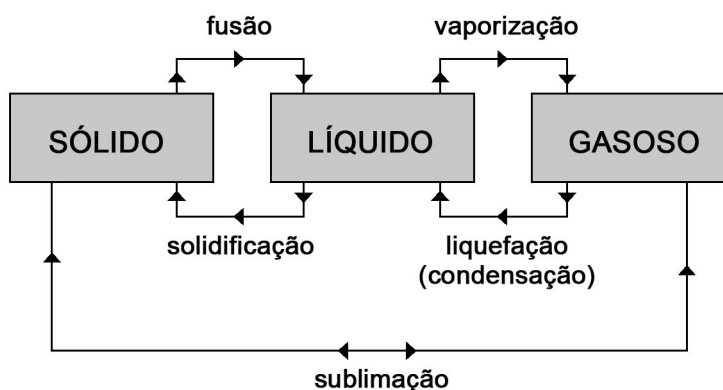 fusão
vaporização
SÓLIDO
LÍQUIDO
GASOSO
solidificação
liquefação
(condensação)
sublimação